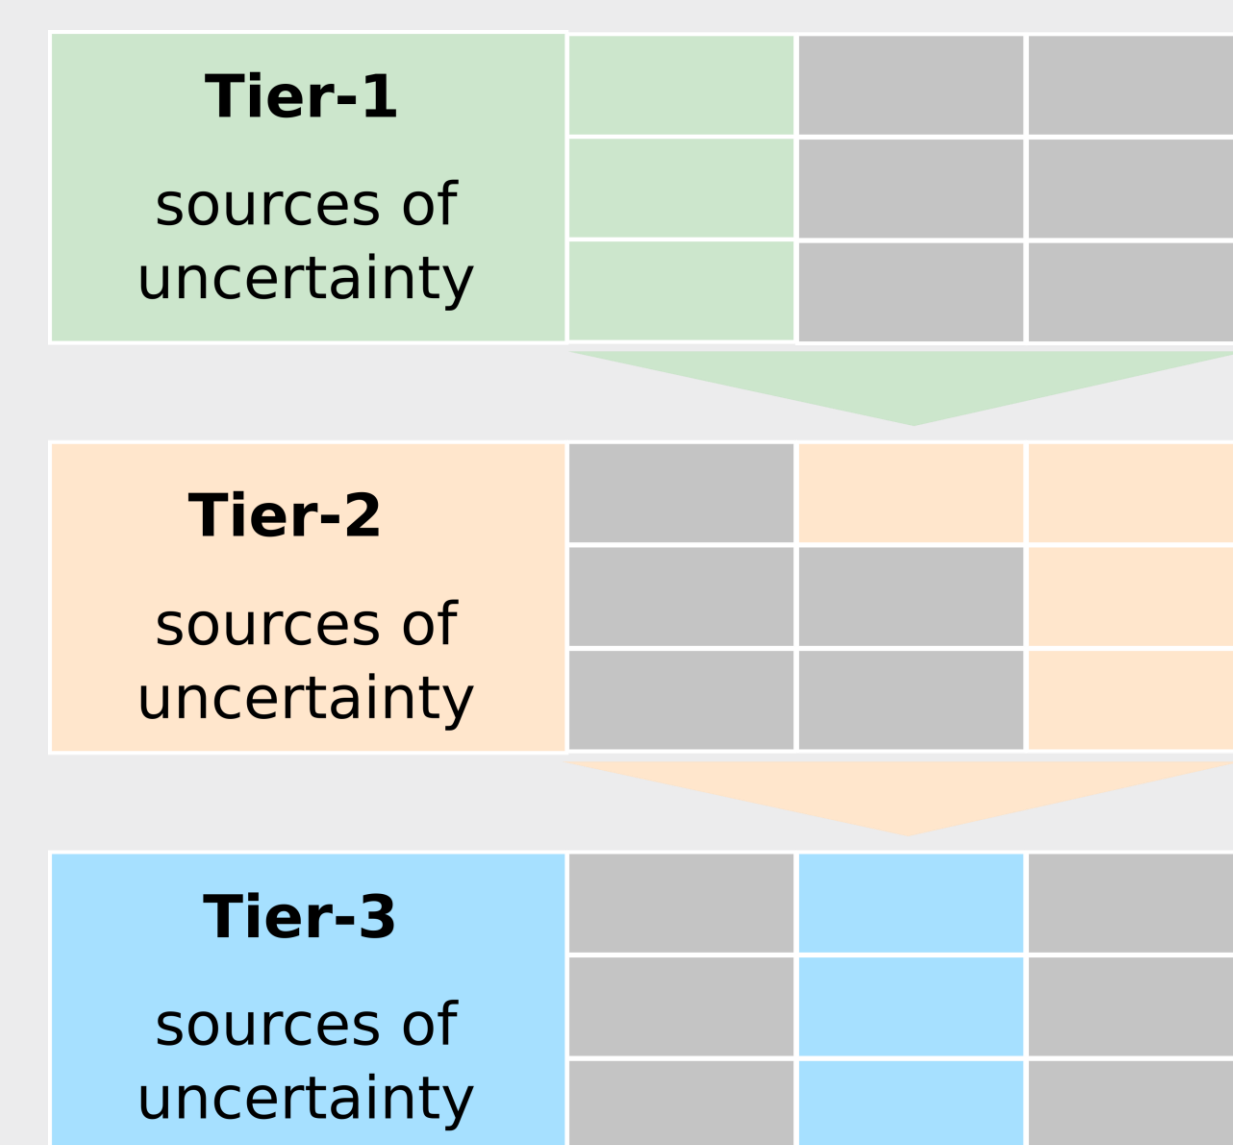 Tier-1
sources of
uncertainty
Tier-2
sources of
uncertainty
Tier-3
sources of
uncertainty